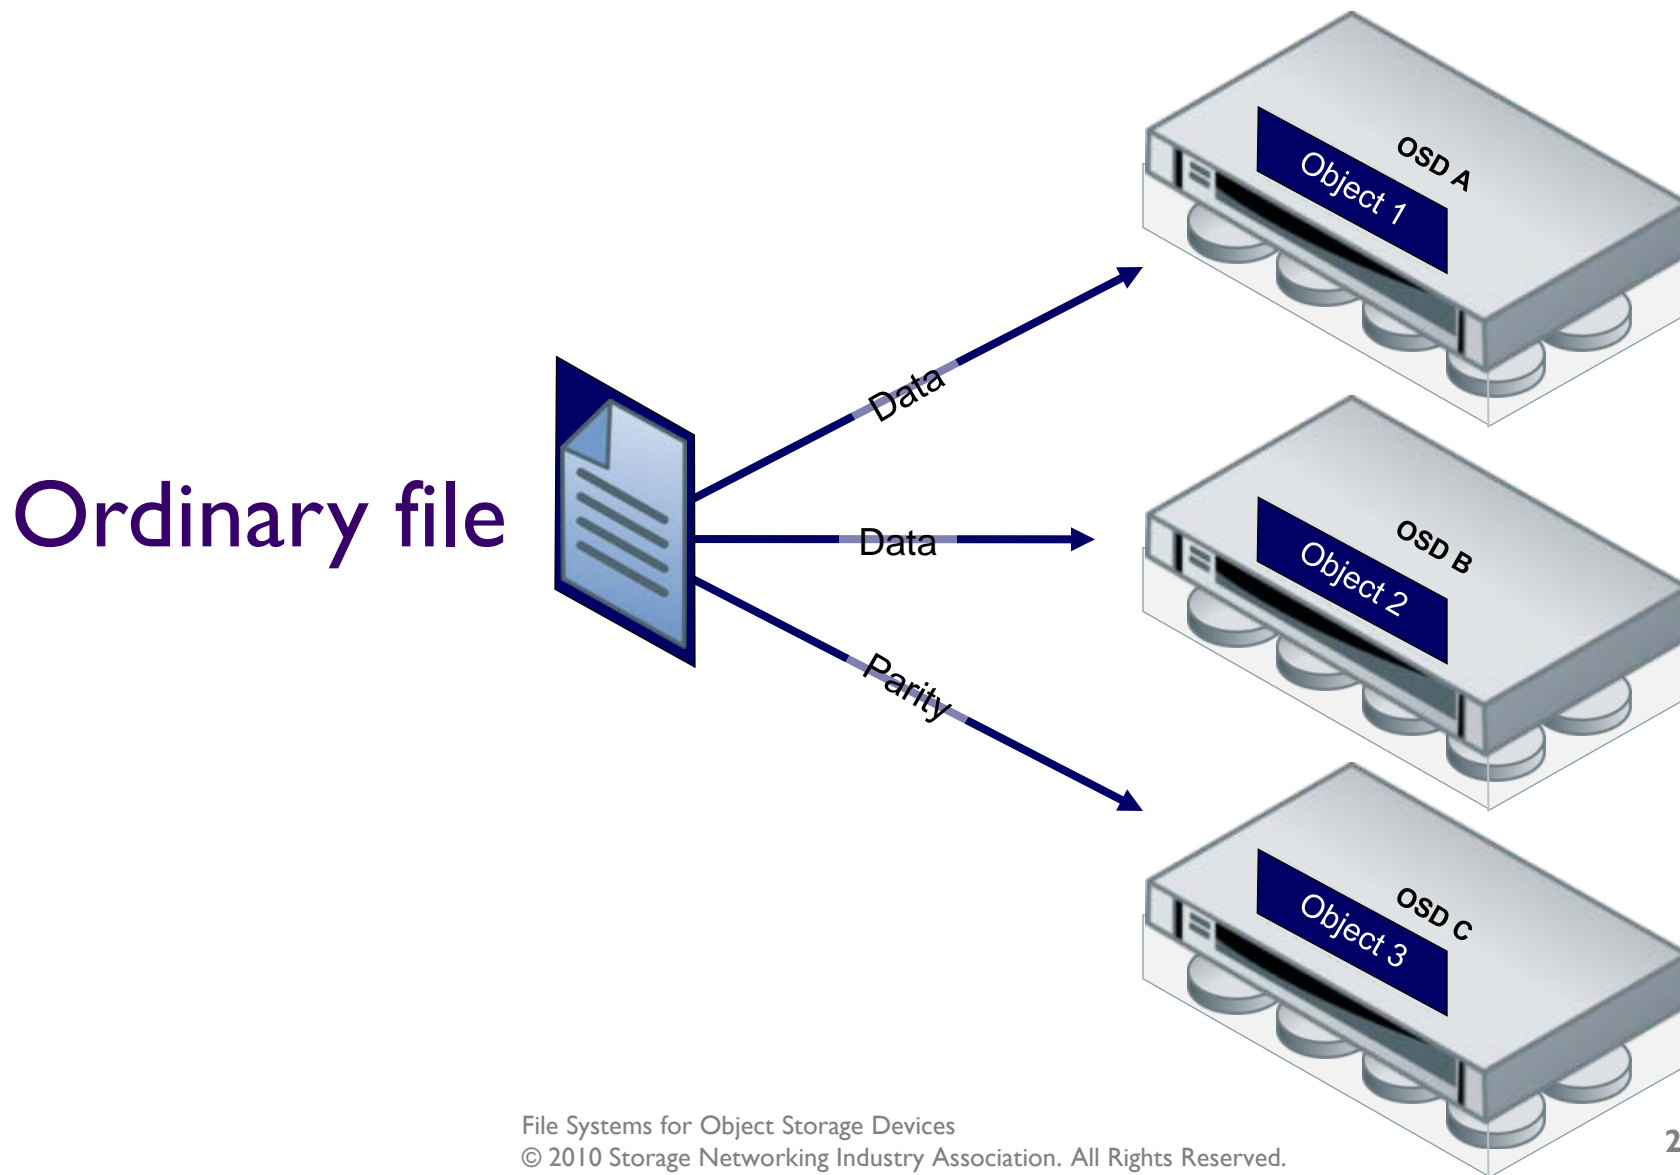 OSD A
Object 1
Data
Ordinary file
Data
OSD B
Object 2
Parity
OSD C
Object 3
File Systems for Object Storage Devices
© 2010 Storage Networking Industry Association. All Rights Reserved.